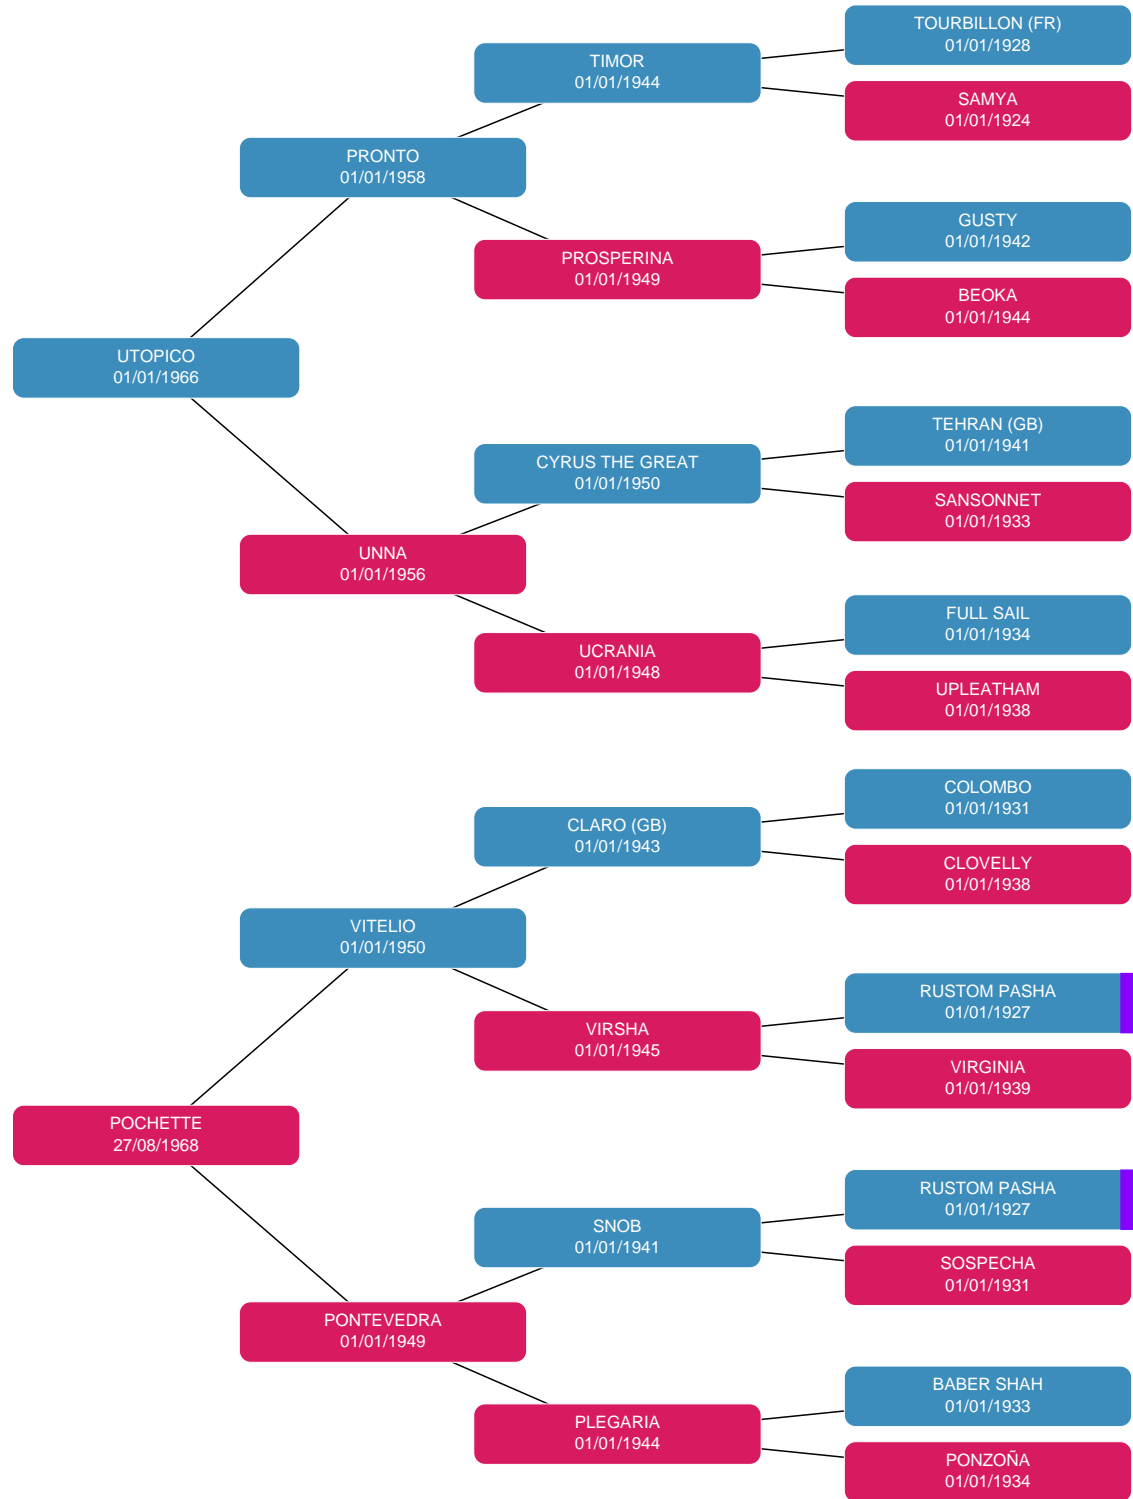 TOURBILLON (FR)
01/01/1928
TIMOR
01/01/1944
SAMYA
01/01/1924
PRONTO
01/01/1958
GUSTY
01/01/1942
PROSPERINA
01/01/1949
BEOKA
01/01/1944
UTOPICO
01/01/1966
TEHRAN (GB)
01/01/1941
CYRUS THE GREAT
01/01/1950
SANSONNET
01/01/1933
UNNA
01/01/1956
FULL SAIL
01/01/1934
UCRANIA
01/01/1948
UPLEATHAM
01/01/1938
COLOMBO
01/01/1931
CLARO (GB)
01/01/1943
CLOVELLY
01/01/1938
VITELIO
01/01/1950
RUSTOM PASHA
01/01/1927
VIRSHA
01/01/1945
VIRGINIA
01/01/1939
POCHETTE
27/08/1968
RUSTOM PASHA
01/01/1927
SNOB
01/01/1941
SOSPECHA
01/01/1931
PONTEVEDRA
01/01/1949
BABER SHAH
01/01/1933
PLEGARIA
01/01/1944
PONZOÑA
01/01/1934